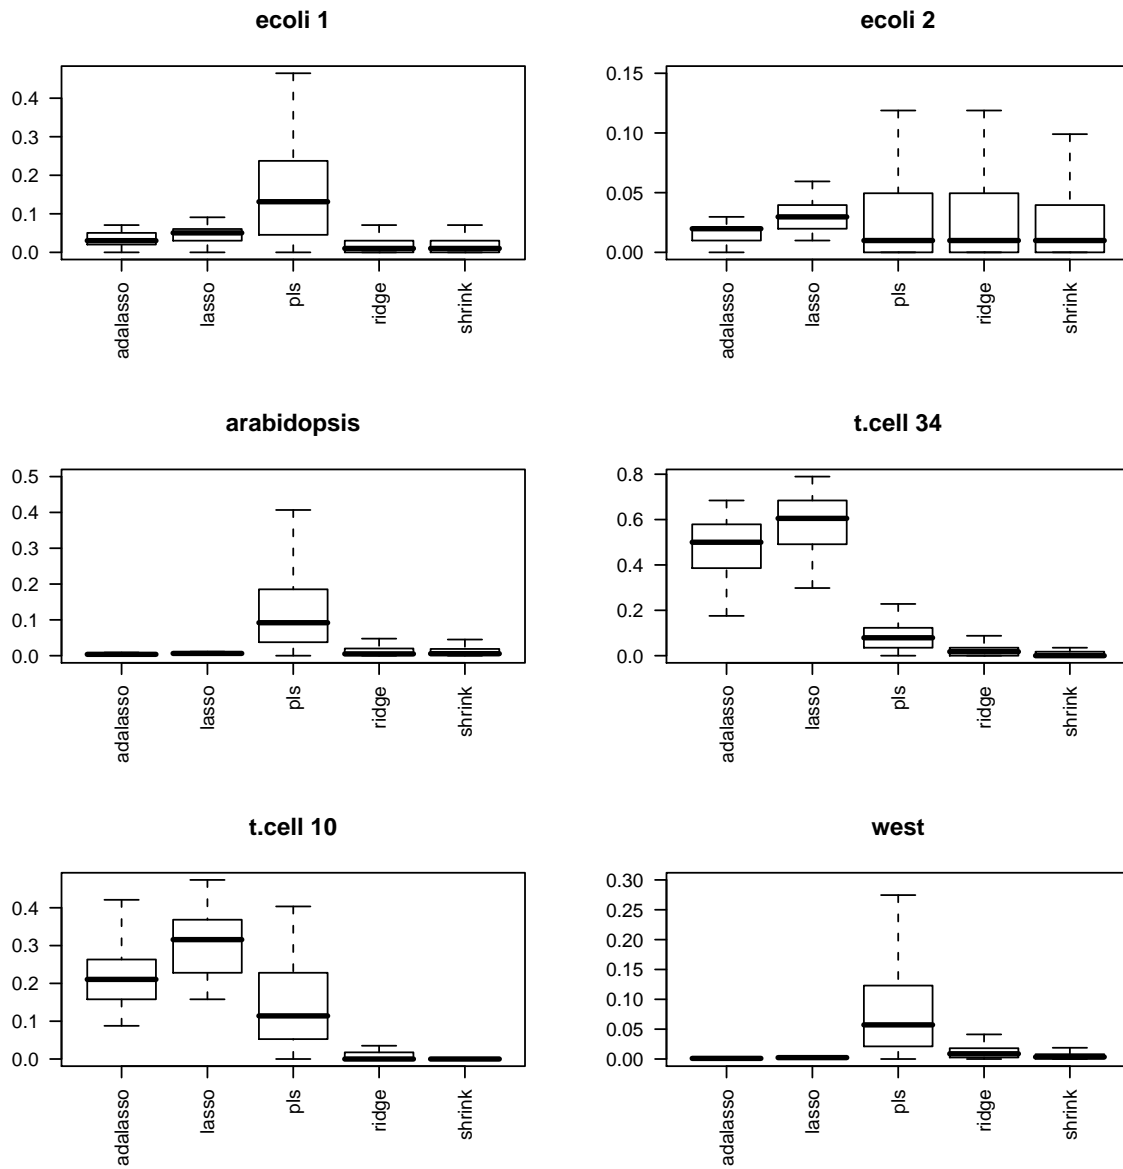 ecoli 1
0.4
0.3
0.2
0.1
0.0
adalasso
lasso
pls
ridge
shrink
ecoli 2
0.15
0.10
0.05
0.00
adalasso
lasso
pls
ridge
shrink
arabidopsis
0.5
0.4
0.3
0.2
0.1
0.0
adalasso
lasso
pls
ridge
shrink
t.cell 34
0.8
0.6
0.4
0.2
0.0
adalasso
lasso
pls
ridge
shrink
t.cell 10
0.4
0.3
0.2
0.1
0.0
adalasso
lasso
pls
ridge
shrink
west
0.30
0.25
0.20
0.15
0.10
0.05
0.00
adalasso
lasso
pls
ridge
shrink